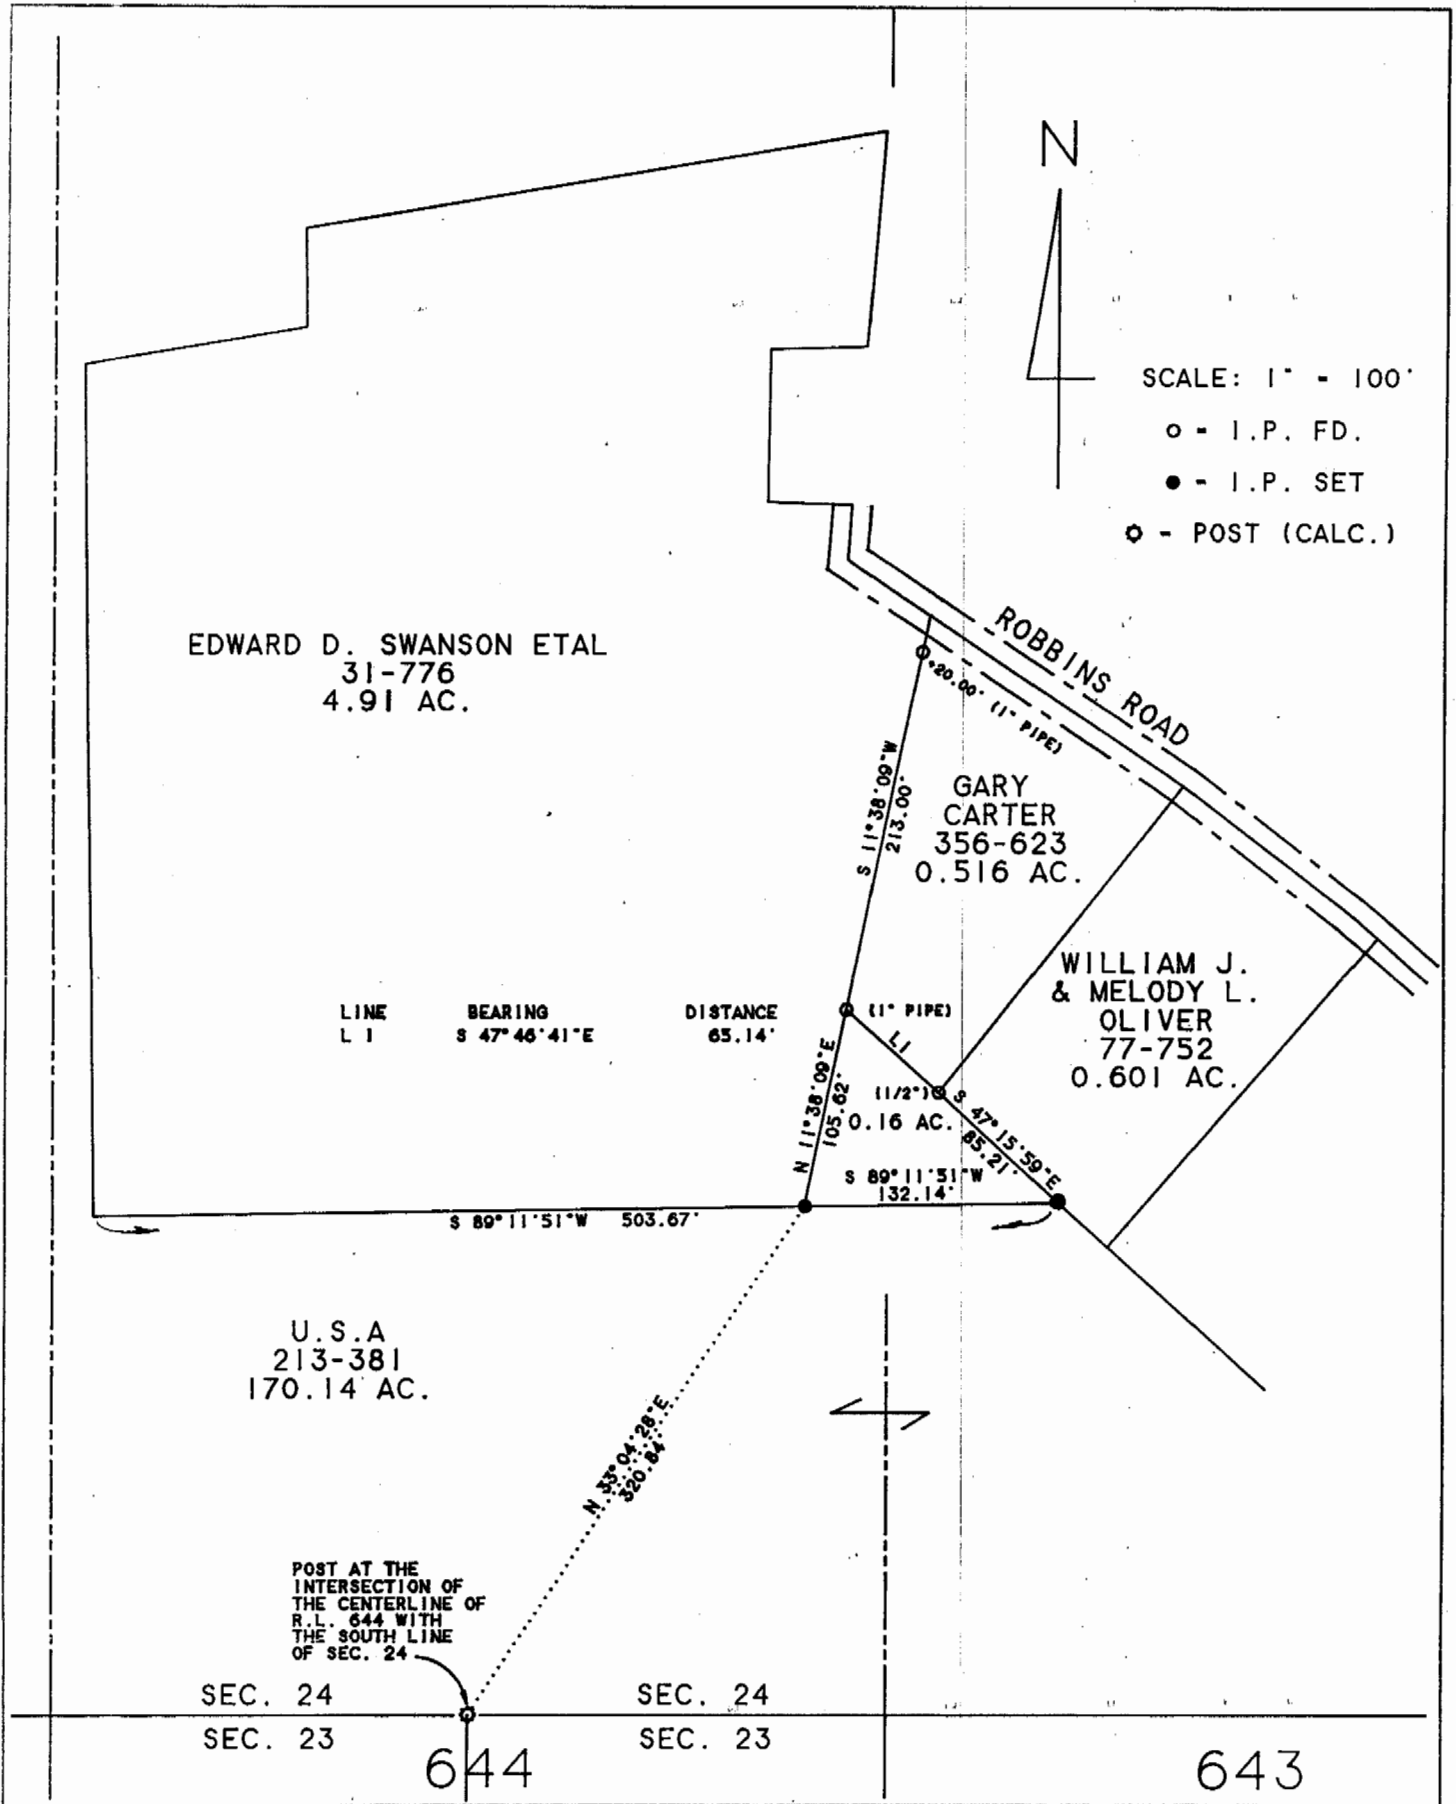 N
SCALE: 1" - 100'
o - I.P. FD.
● - I.P. SET
✿ - POST (CALC.)
ROBBINS ROAD
EDWARD D. SWANSON ETAL
31-776
4.91 AC.
+20.00' (1" PIPE)
S 11°38'09"W
213.00'
GARY
CARTER
356-623
0.516 AC.
WILLIAM J.
& MELODY L.
OLIVER
77-752
0.601 AC.
LINE BEARING DISTANCE
L 1 S 47°46'41"E 65.14'
(1" PIPE)
L1
N 11°38'09"E
105.62'
(1/2")
0.16 AC.
S 47°15'59"E
85.21'
S 89°11'51"W
132.14'
S 89°11'51"W 503.67'
U.S.A
213-381
170.14 AC.
N 33°04'28"E
320.84'
POST AT THE
INTERSECTION OF
THE CENTERLINE OF
R.L. 644 WITH
THE SOUTH LINE
OF SEC. 24
SEC. 24 SEC. 24
SEC. 23 SEC. 23
644 643